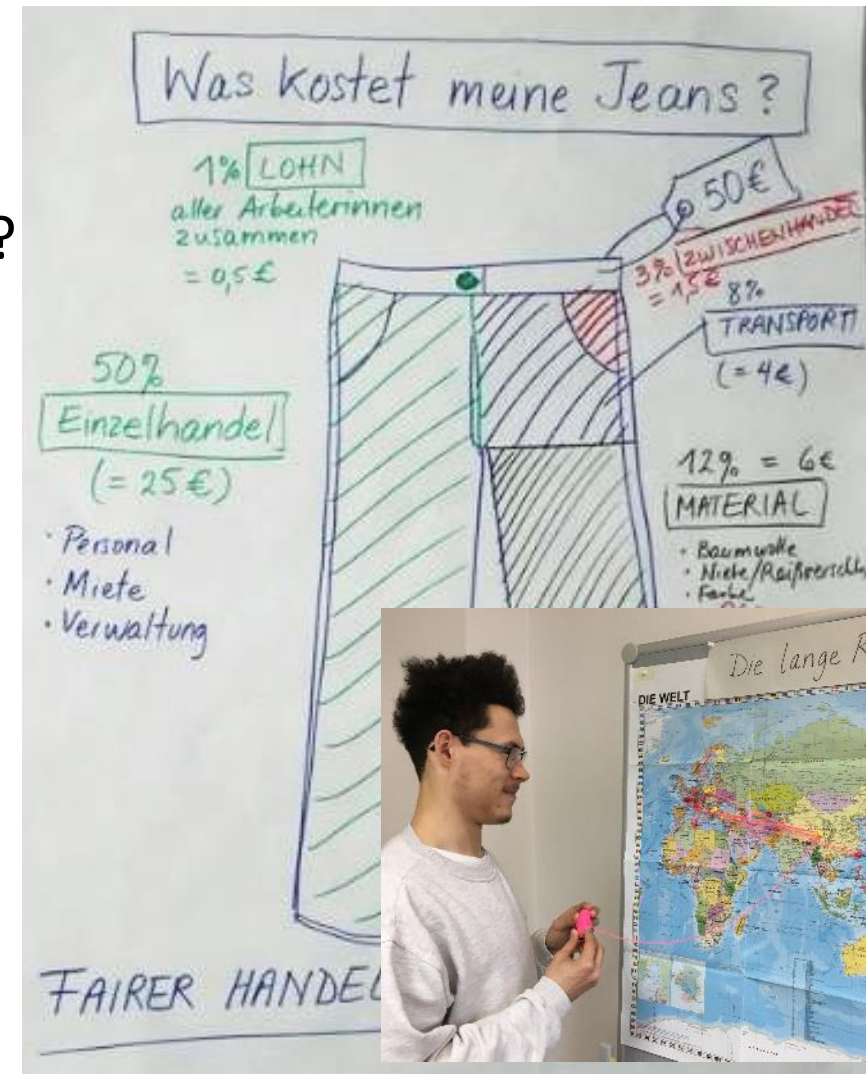 ?
Was kostet meine Jeans?
1% LOHN
aller Arbeiterinnen
zusammen
= 0,5€
50€
3% ZWISCHENHANDEL
= 1,5€
8%
TRANSPORT
(= 4€)
50%
Einzelhandel
(= 25€)
· Personal
· Miete
· Verwaltung
12% = 6€
MATERIAL
· Baumwolle
· Niete/Reißverschlu
· Farbe
Die lange R
DIE WELT
FAIRER HANDEL